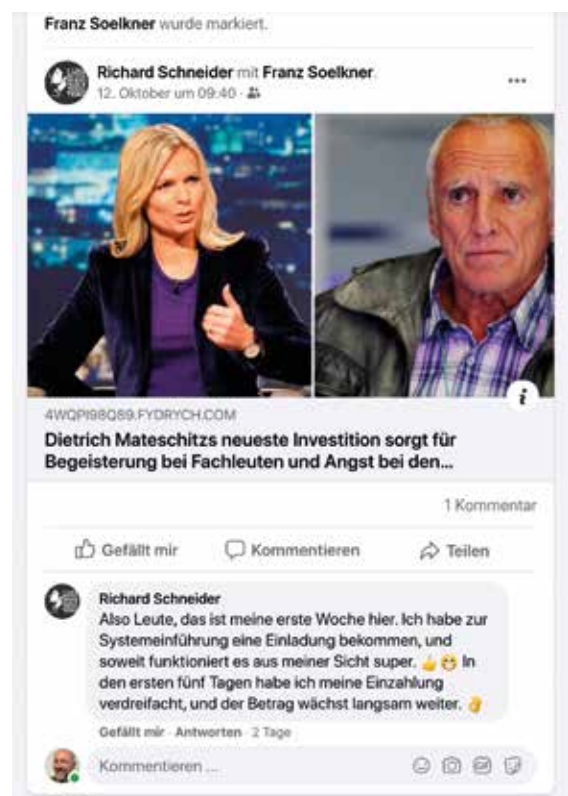 Franz Soelkner wurde markiert.
Richard Schneider mit Franz Soelkner.
12. Oktober um 09:40 ·
4WQPI98Q89.FYDRYCH.COM
Dietrich Mateschitzs neueste Investition sorgt für
Begeisterung bei Fachleuten und Angst bei den...
1 Kommentar
Gefällt mir Kommentieren Teilen
Richard Schneider
Also Leute, das ist meine erste Woche hier. Ich habe zur
Systemeinführung eine Einladung bekommen, und
soweit funktioniert es aus meiner Sicht super. 👍😁 In
den ersten fünf Tagen habe ich meine Einzahlung
verdreifacht, und der Betrag wächst langsam weiter. 👌
Gefällt mir · Antworten · 2 Tage
Kommentieren ...